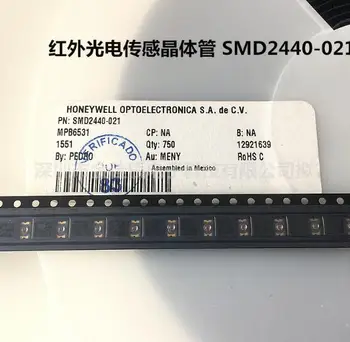 红外光电传感晶体管 SMD2440-021
HONEYWELL OPTOELECTRONICA S.A. de C.V.
PN: SMD2440-021
MPB6531 CP: NA B: NA
1551 Qty: 750 12921639
By: PEDRO Au: MENY RoHS C
Assembled in Mexico
VERIFICADO